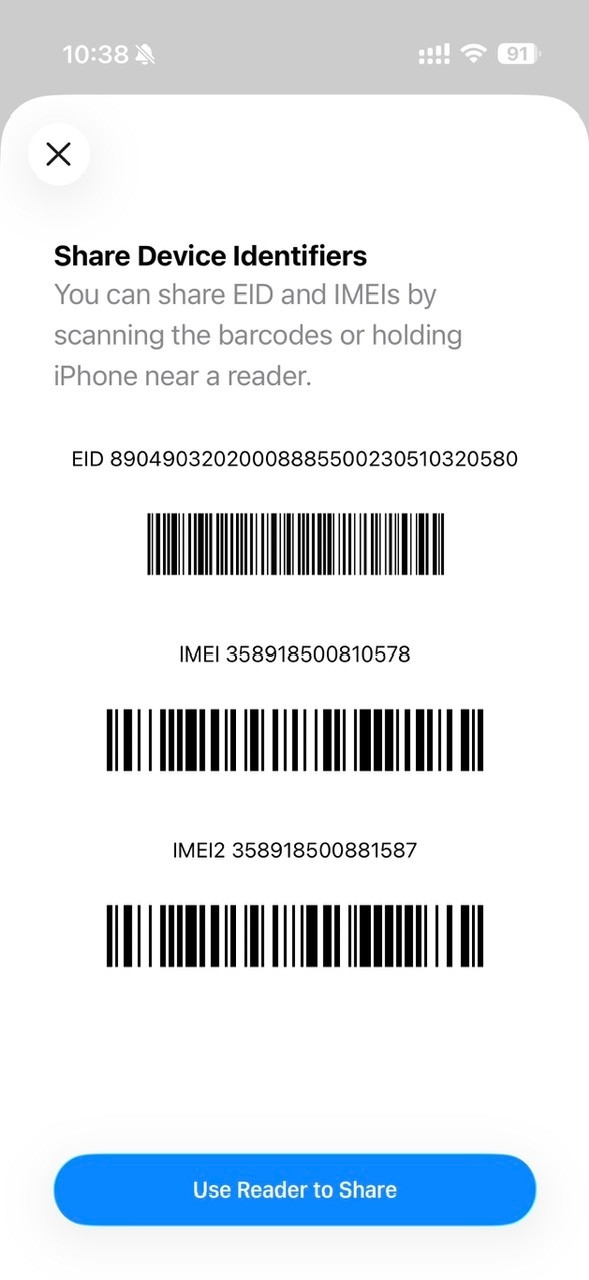 10:38
91
Share Device Identifiers
You can share EID and IMEIs by
scanning the barcodes or holding
iPhone near a reader.
EID 89049032020008885500230510320580
IMEI 358918500810578
IMEI2 358918500881587
Use Reader to Share